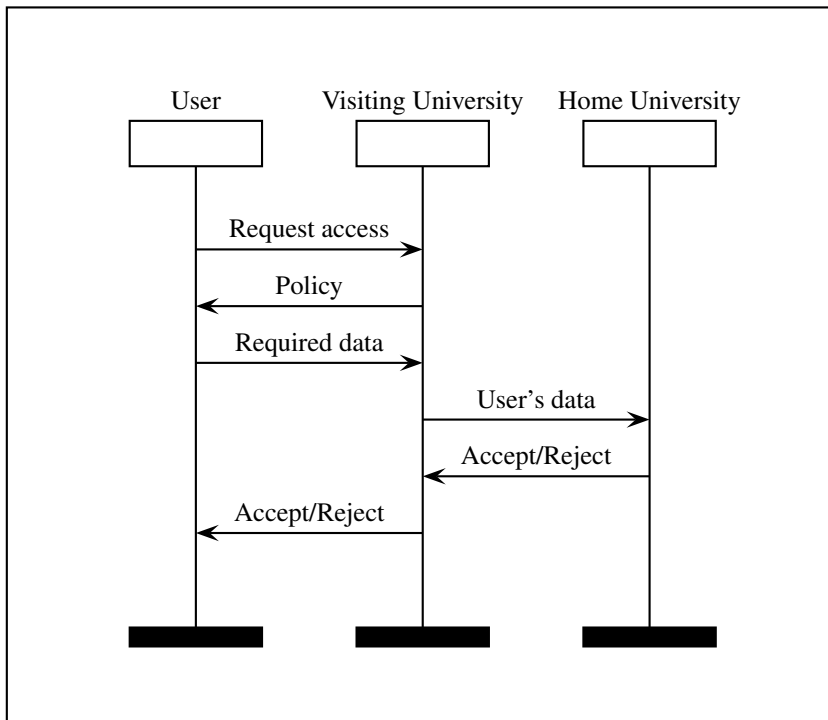 User
Visiting University
Home University
Request access
Policy
Required data
User's data
Accept/Reject
Accept/Reject